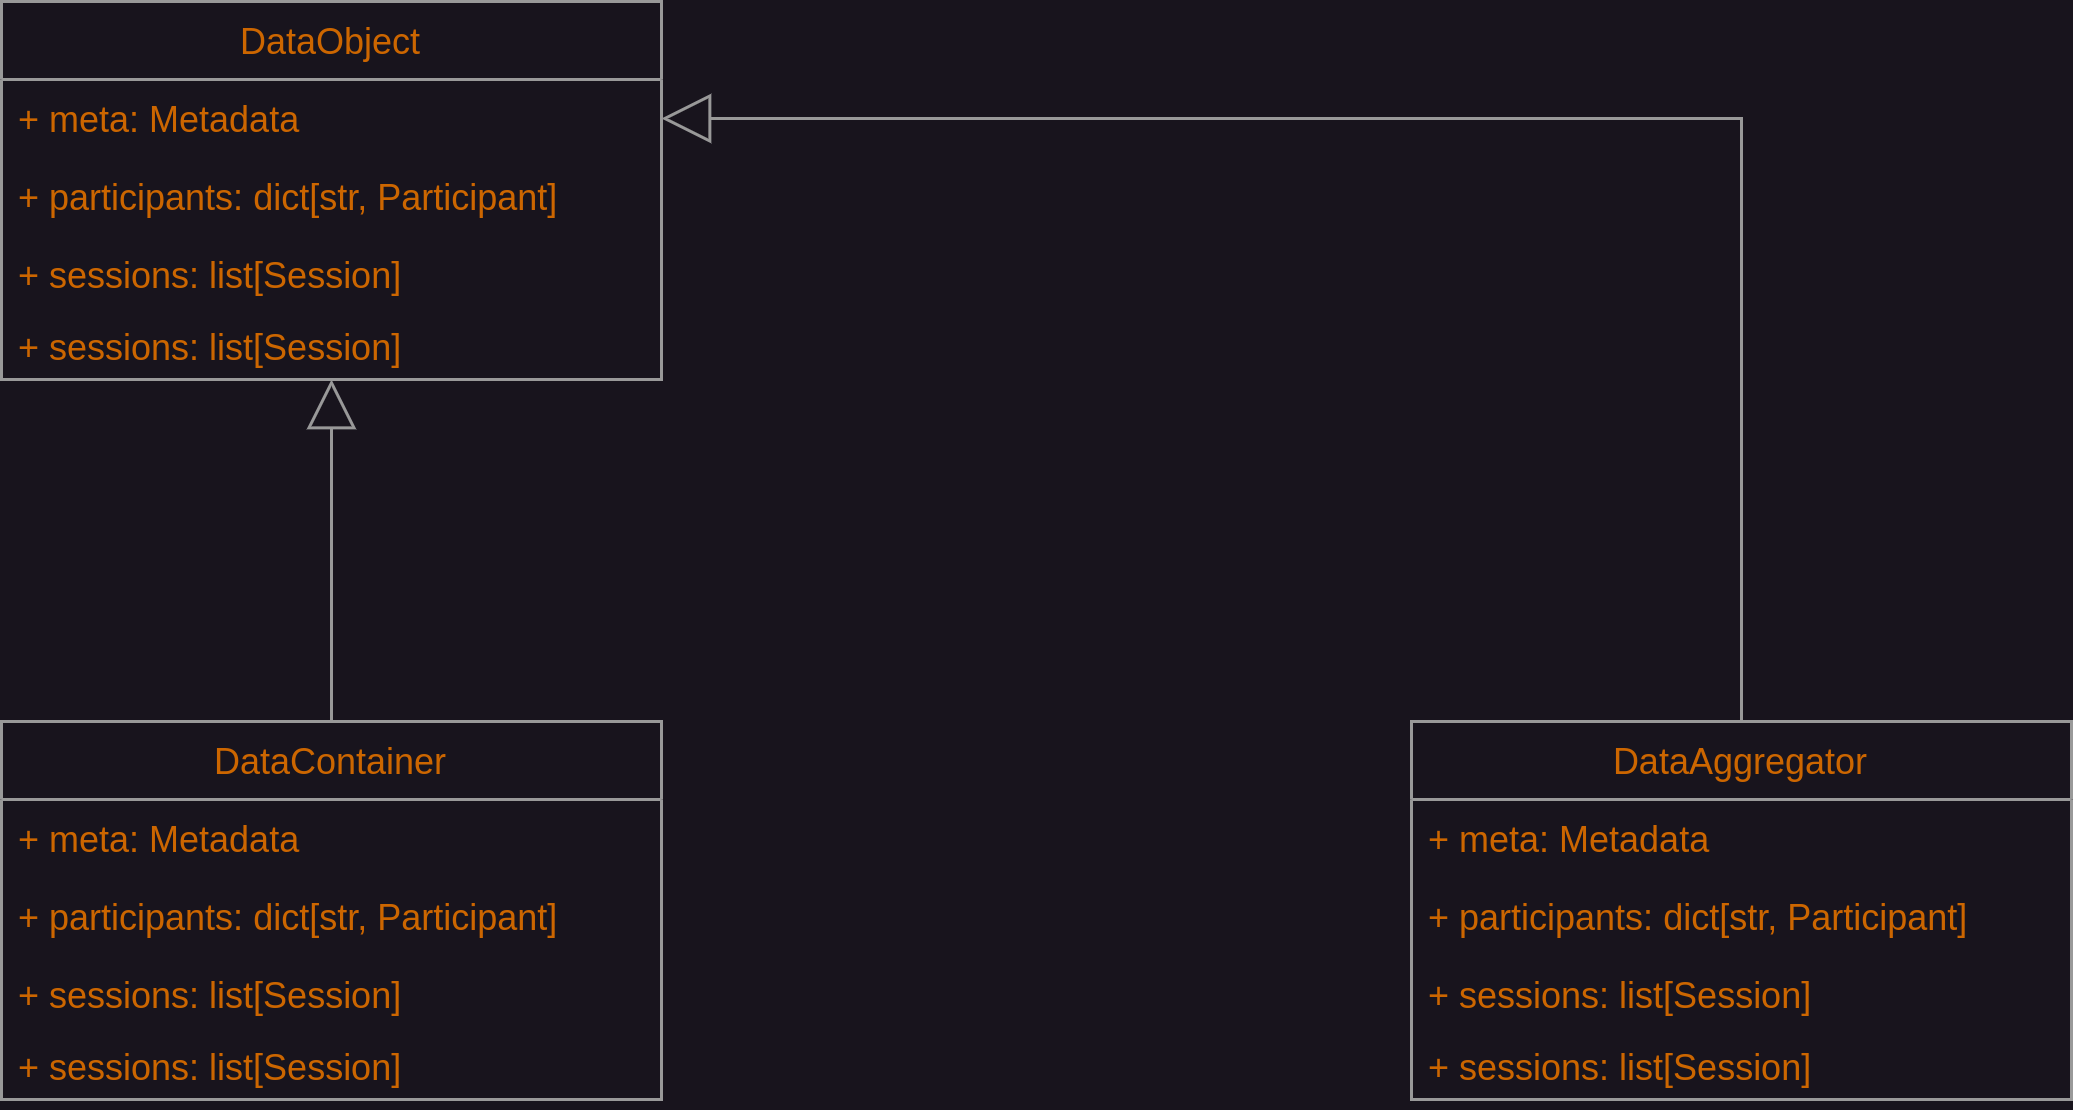 DataObject
+ meta: Metadata
+ participants: dict[str, Participant]
+ sessions: list[Session]
+ sessions: list[Session]
DataContainer
+ meta: Metadata
+ participants: dict[str, Participant]
+ sessions: list[Session]
+ sessions: list[Session]
DataAggregator
+ meta: Metadata
+ participants: dict[str, Participant]
+ sessions: list[Session]
+ sessions: list[Session]